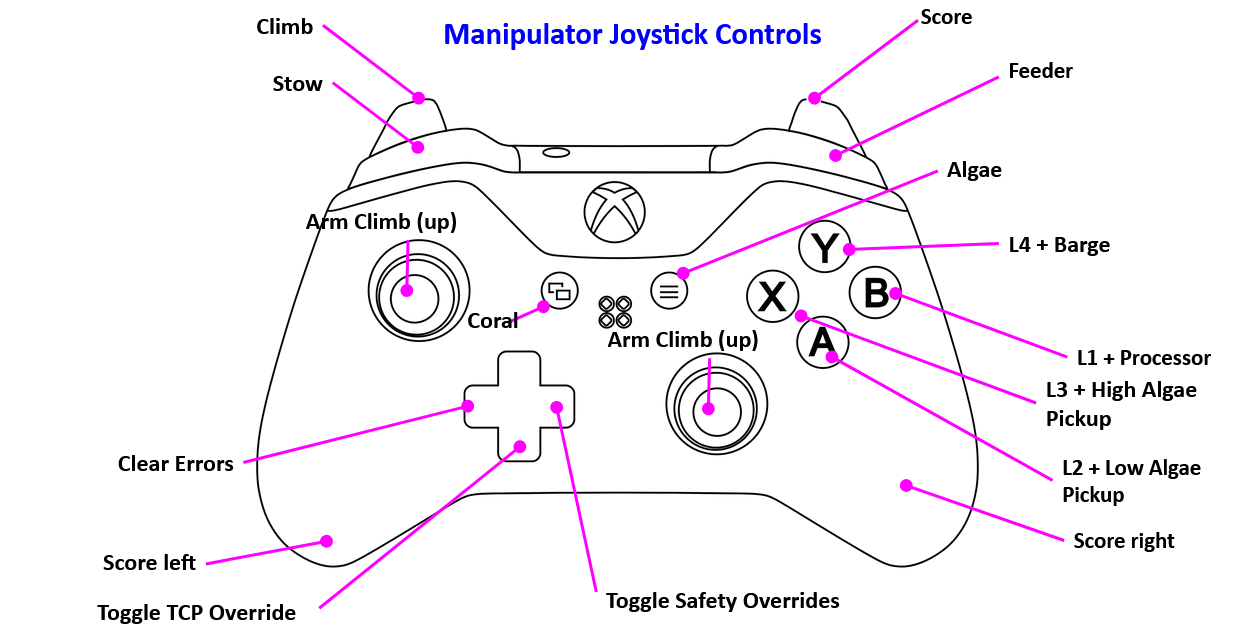 Manipulator Joystick Controls
Climb
Score
Stow
Feeder
Algae
Arm Climb (up)
Y
L4 + Barge
X
B
Coral
Arm Climb (up)
A
L1 + Processor
L3 + High Algae
Pickup
Clear Errors
L2 + Low Algae
Pickup
Score right
Score left
Toggle TCP Override
Toggle Safety Overrides